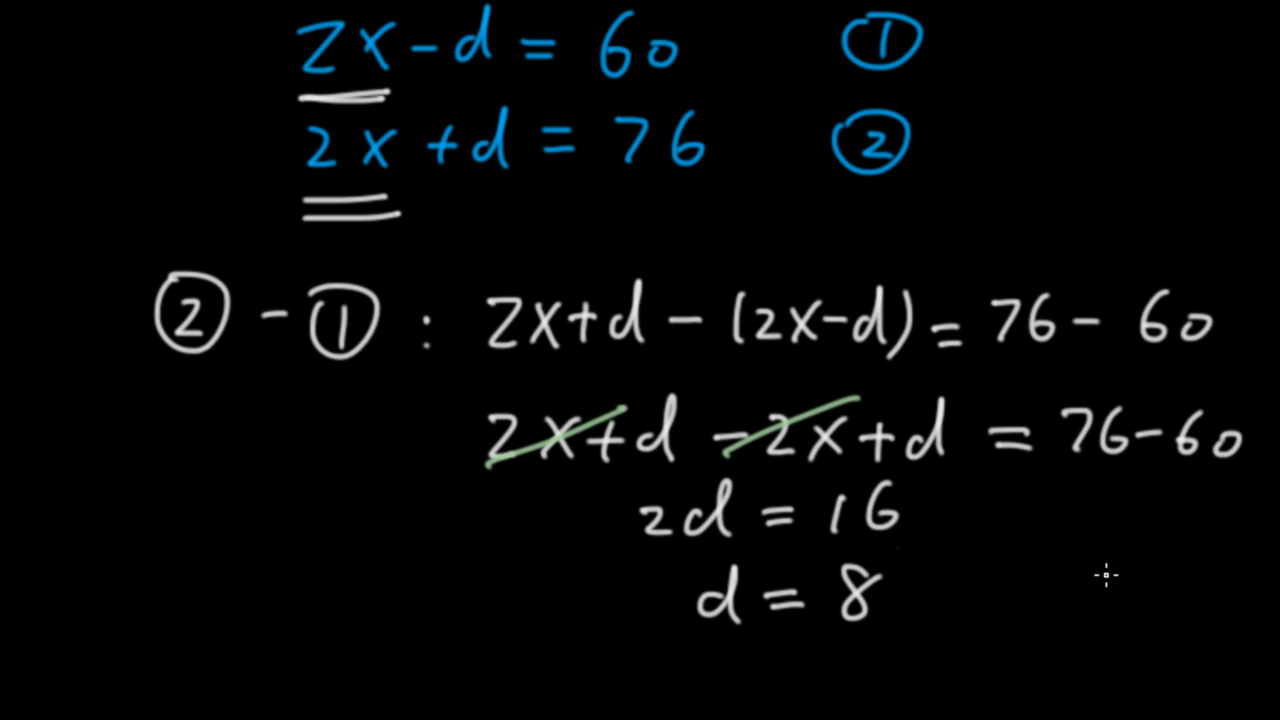 2x - d = 60 ①
2x + d = 76 ②
② - ① : 2x+d - (2x-d) = 76 - 60
2x+d - 2x+d = 76-60
2d = 16
d = 8